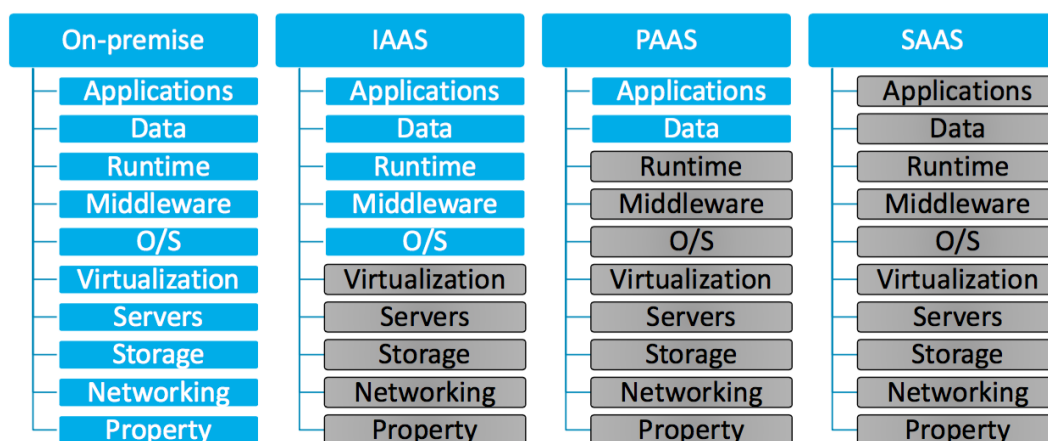 On-premise
Applications
Data
Runtime
Middleware
O/S
Virtualization
Servers
Storage
Networking
Property
IAAS
Applications
Data
Runtime
Middleware
O/S
Virtualization
Servers
Storage
Networking
Property
PAAS
Applications
Data
Runtime
Middleware
O/S
Virtualization
Servers
Storage
Networking
Property
SAAS
Applications
Data
Runtime
Middleware
O/S
Virtualization
Servers
Storage
Networking
Property